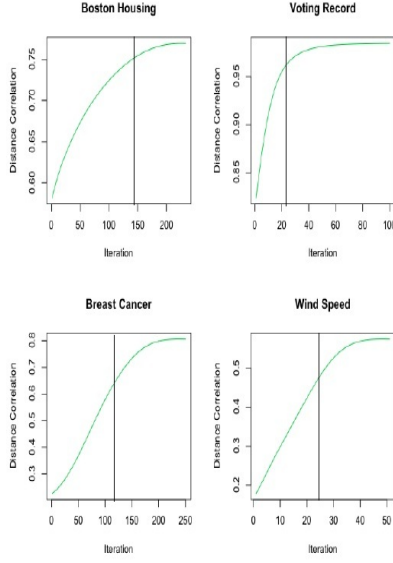 Boston Housing
Distance Correlation
0.60 0.65 0.70 0.75
0 50 100 150 200
Iteration
Voting Record
Distance Correlation
0.85 0.90 0.95
0 20 40 60 80 100
Iteration
Breast Cancer
Distance Correlation
0.3 0.4 0.5 0.6 0.7 0.8
0 50 100 150 200 250
Iteration
Wind Speed
Distance Correlation
0.2 0.3 0.4 0.5
0 10 20 30 40 50
Iteration